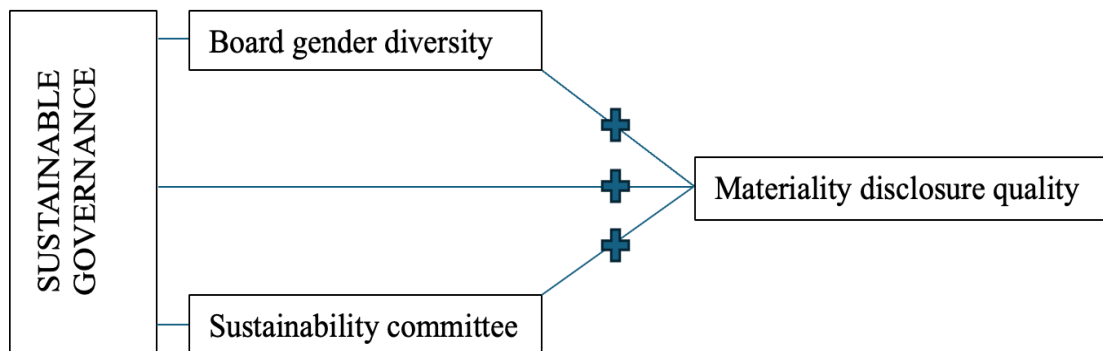 SUSTAINABLE
GOVERNANCE
Board gender diversity
Materiality disclosure quality
Sustainability committee